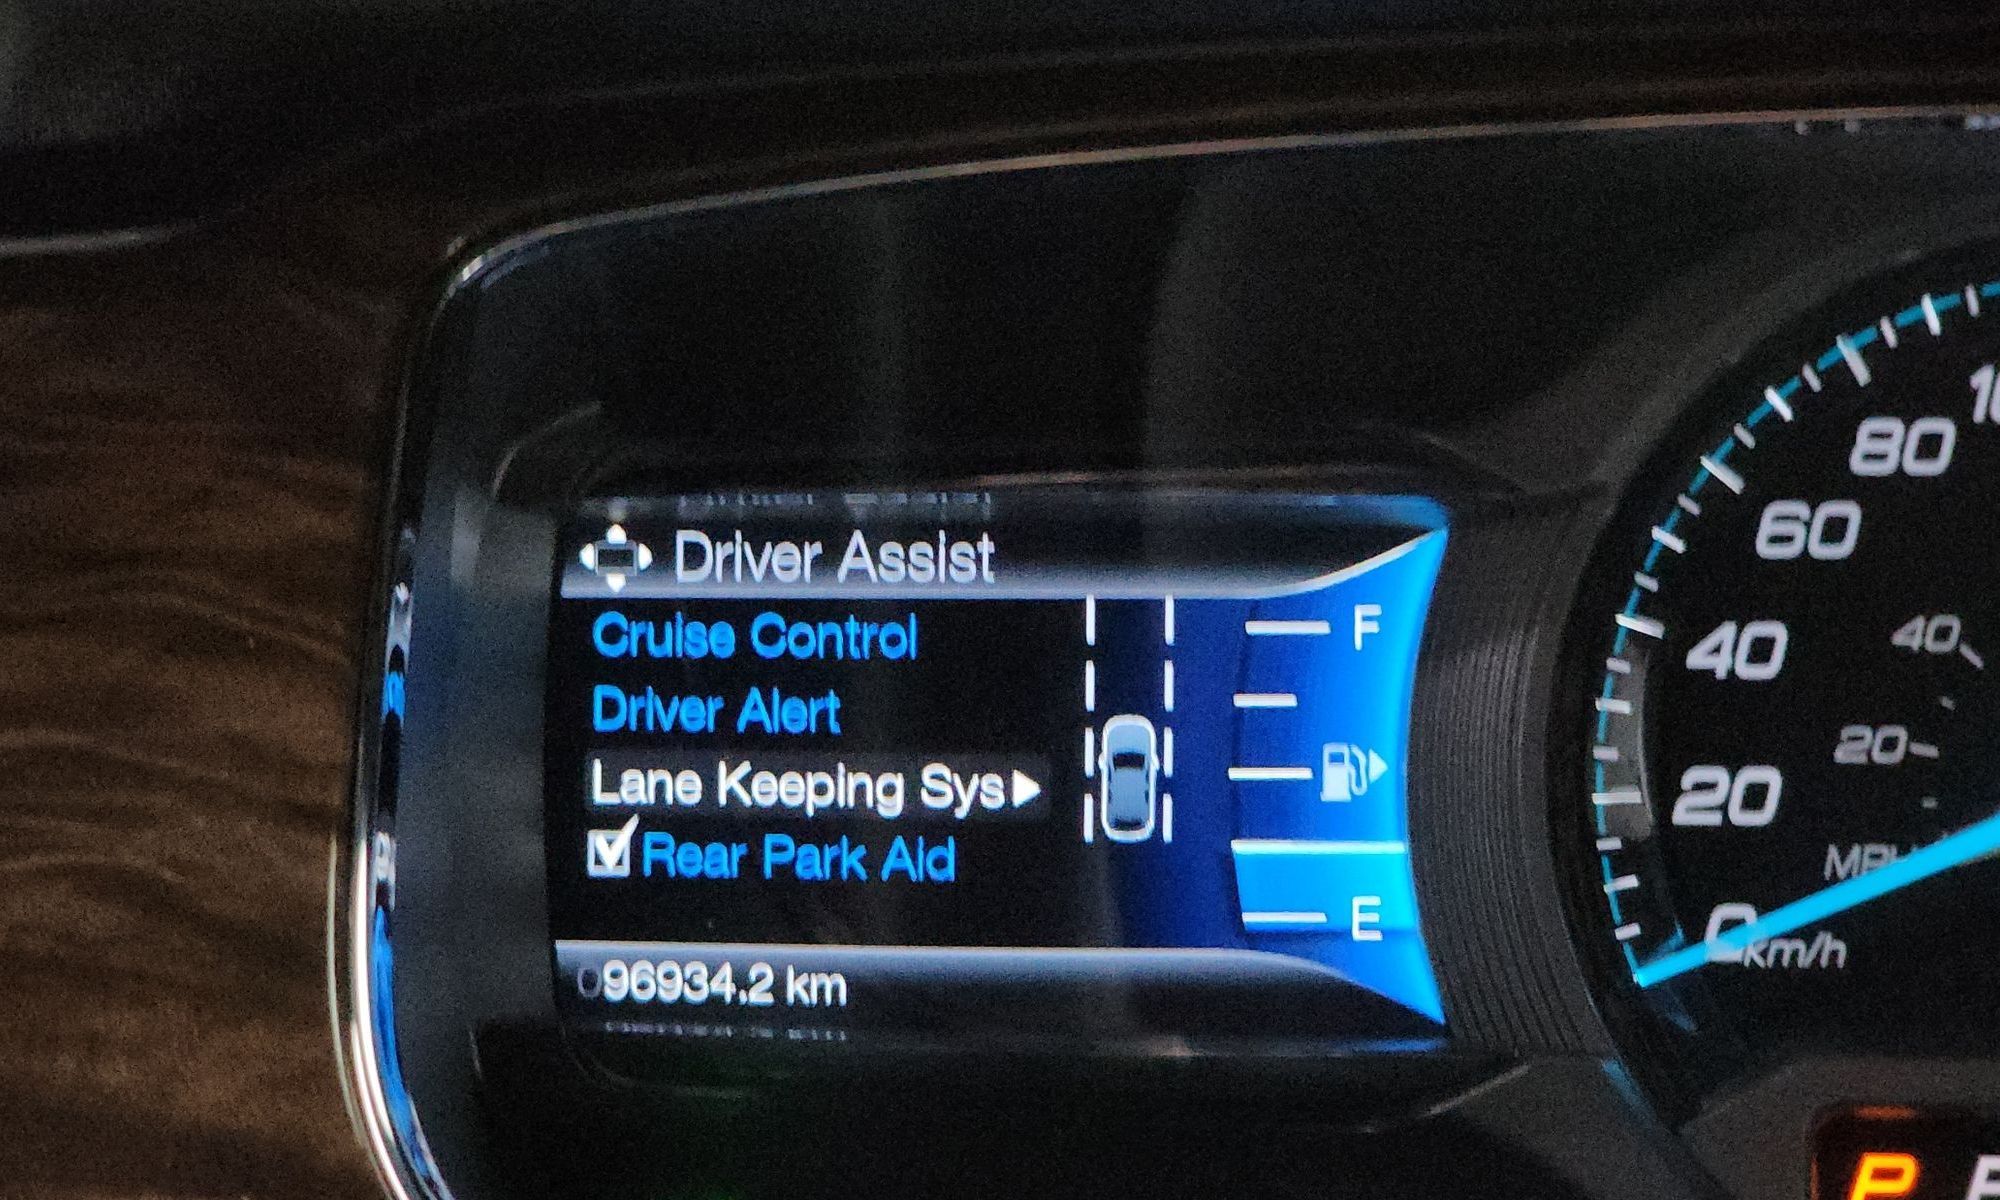 Driver Assist
Cruise Control
Driver Alert
Lane Keeping Sys
Rear Park Aid
096934.2 km
F
E
80
60
40
20
0
km/h
40
20
MPH
P